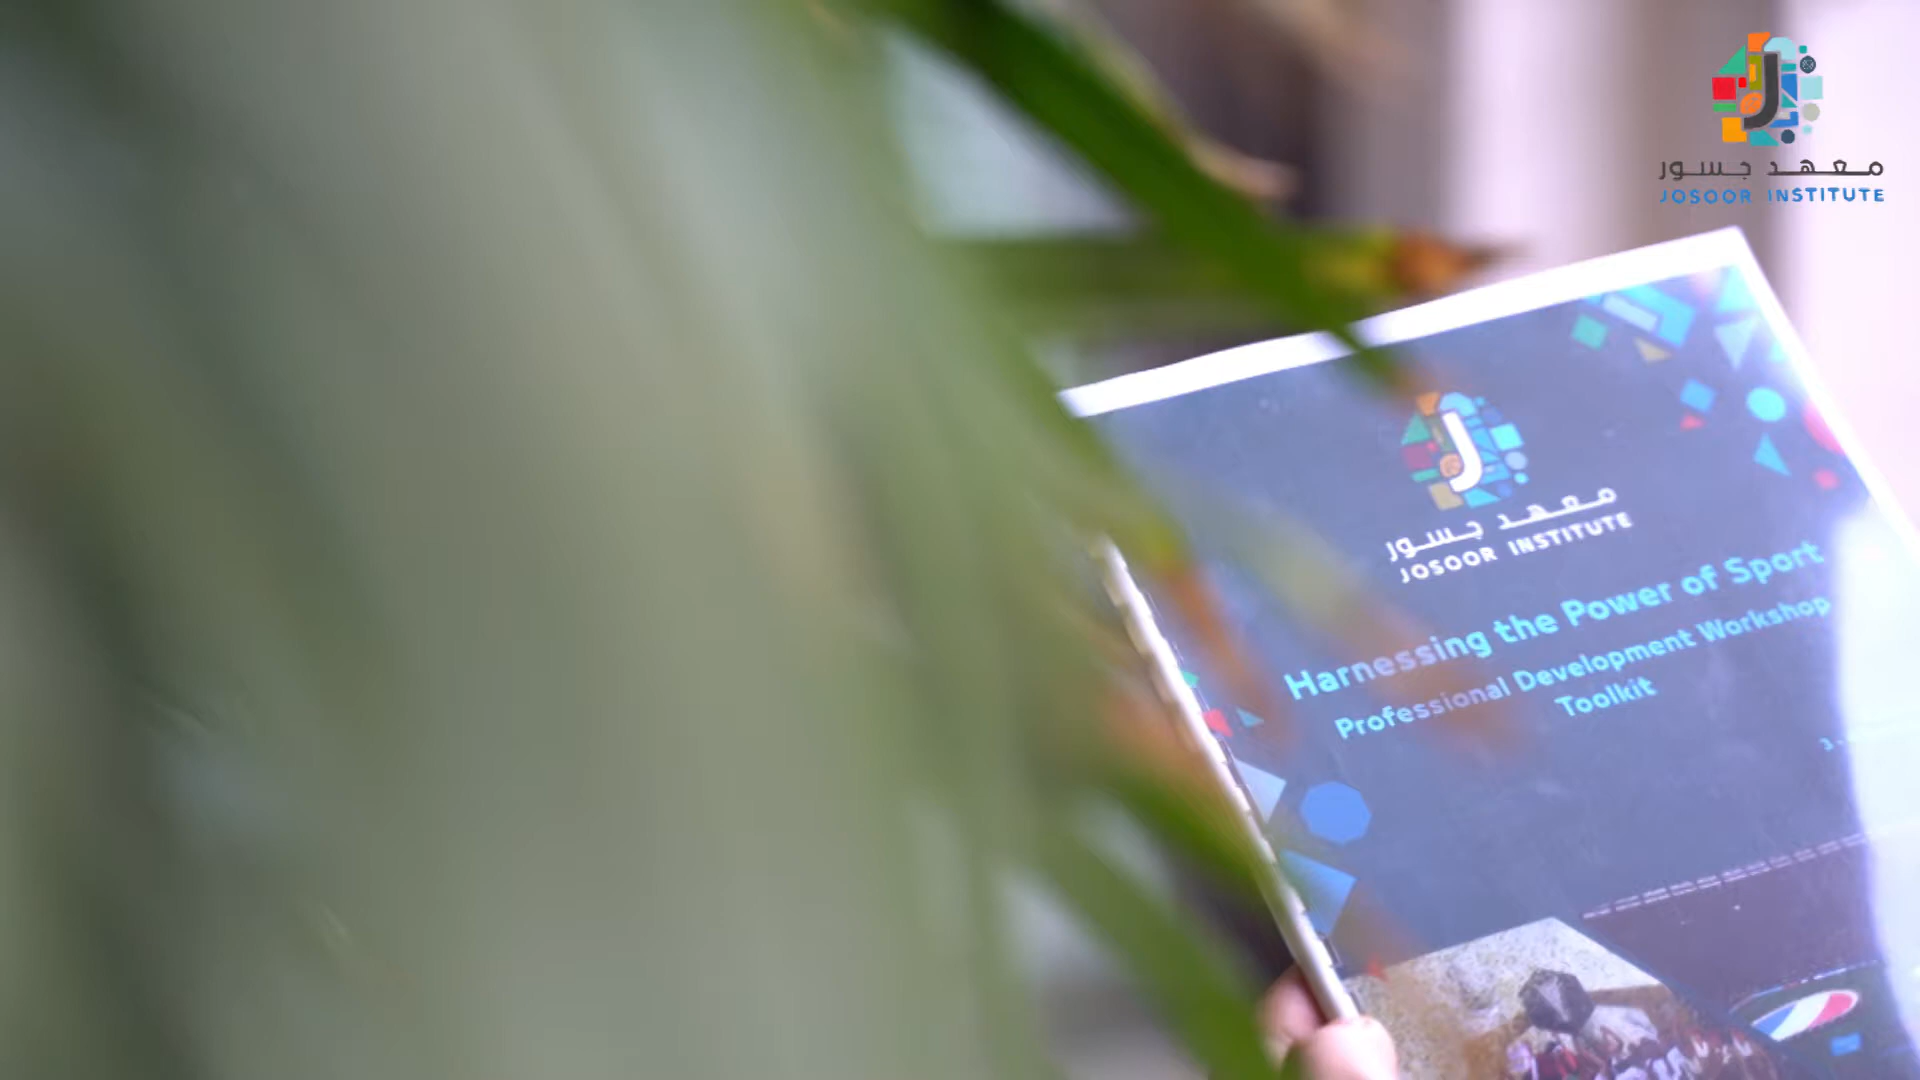 معهد جسور
JOSOOR INSTITUTE
معهد جسور
JOSOOR INSTITUTE
Harnessing the Power of Sport
Professional Development Workshop
Toolkit